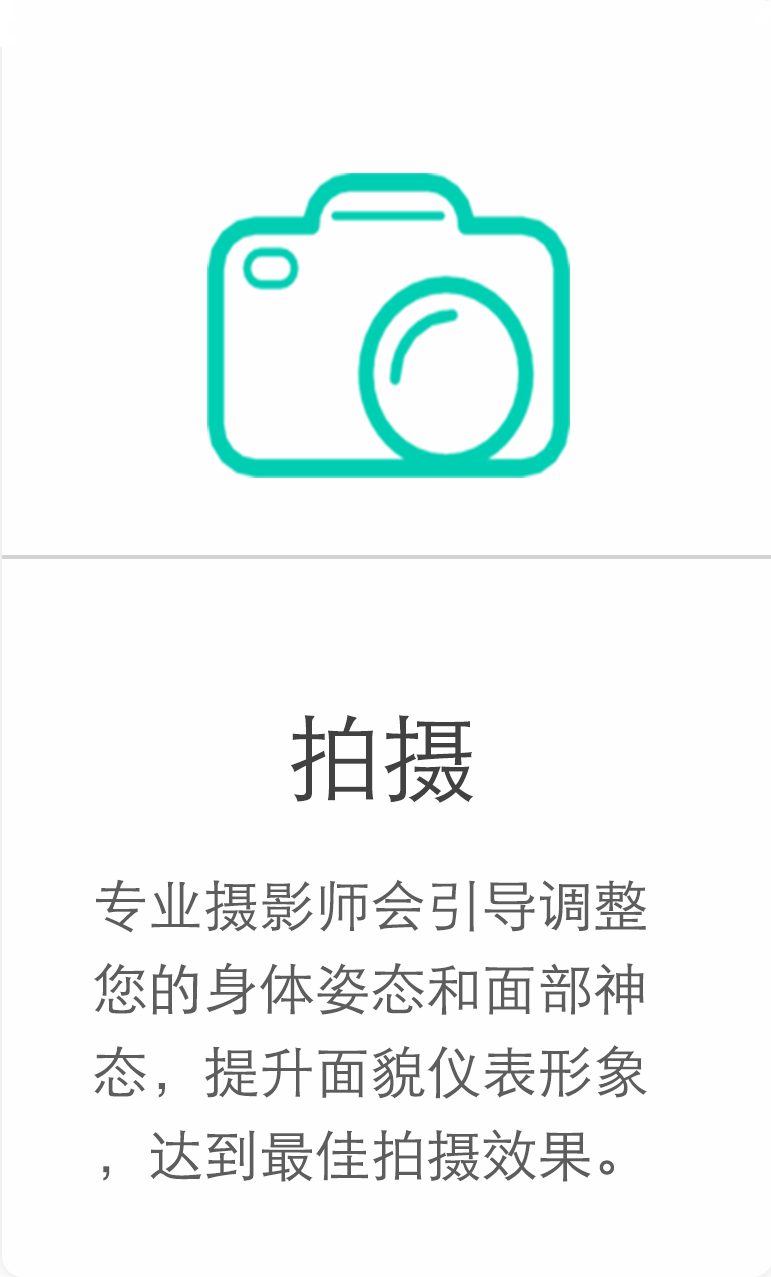 拍摄
专业摄影师会引导调整
您的身体姿态和面部神
态，提升面貌仪表形象
，达到最佳拍摄效果。